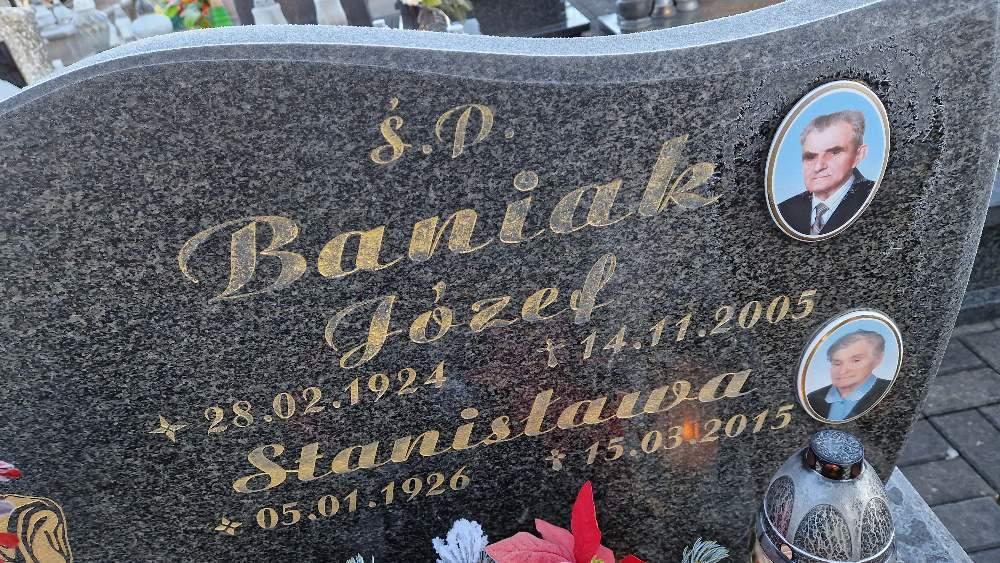 Ś.P.
Baniak
Józef
28.02.1924 14.11.2005
Stanisława
05.01.1926 15.03.2015